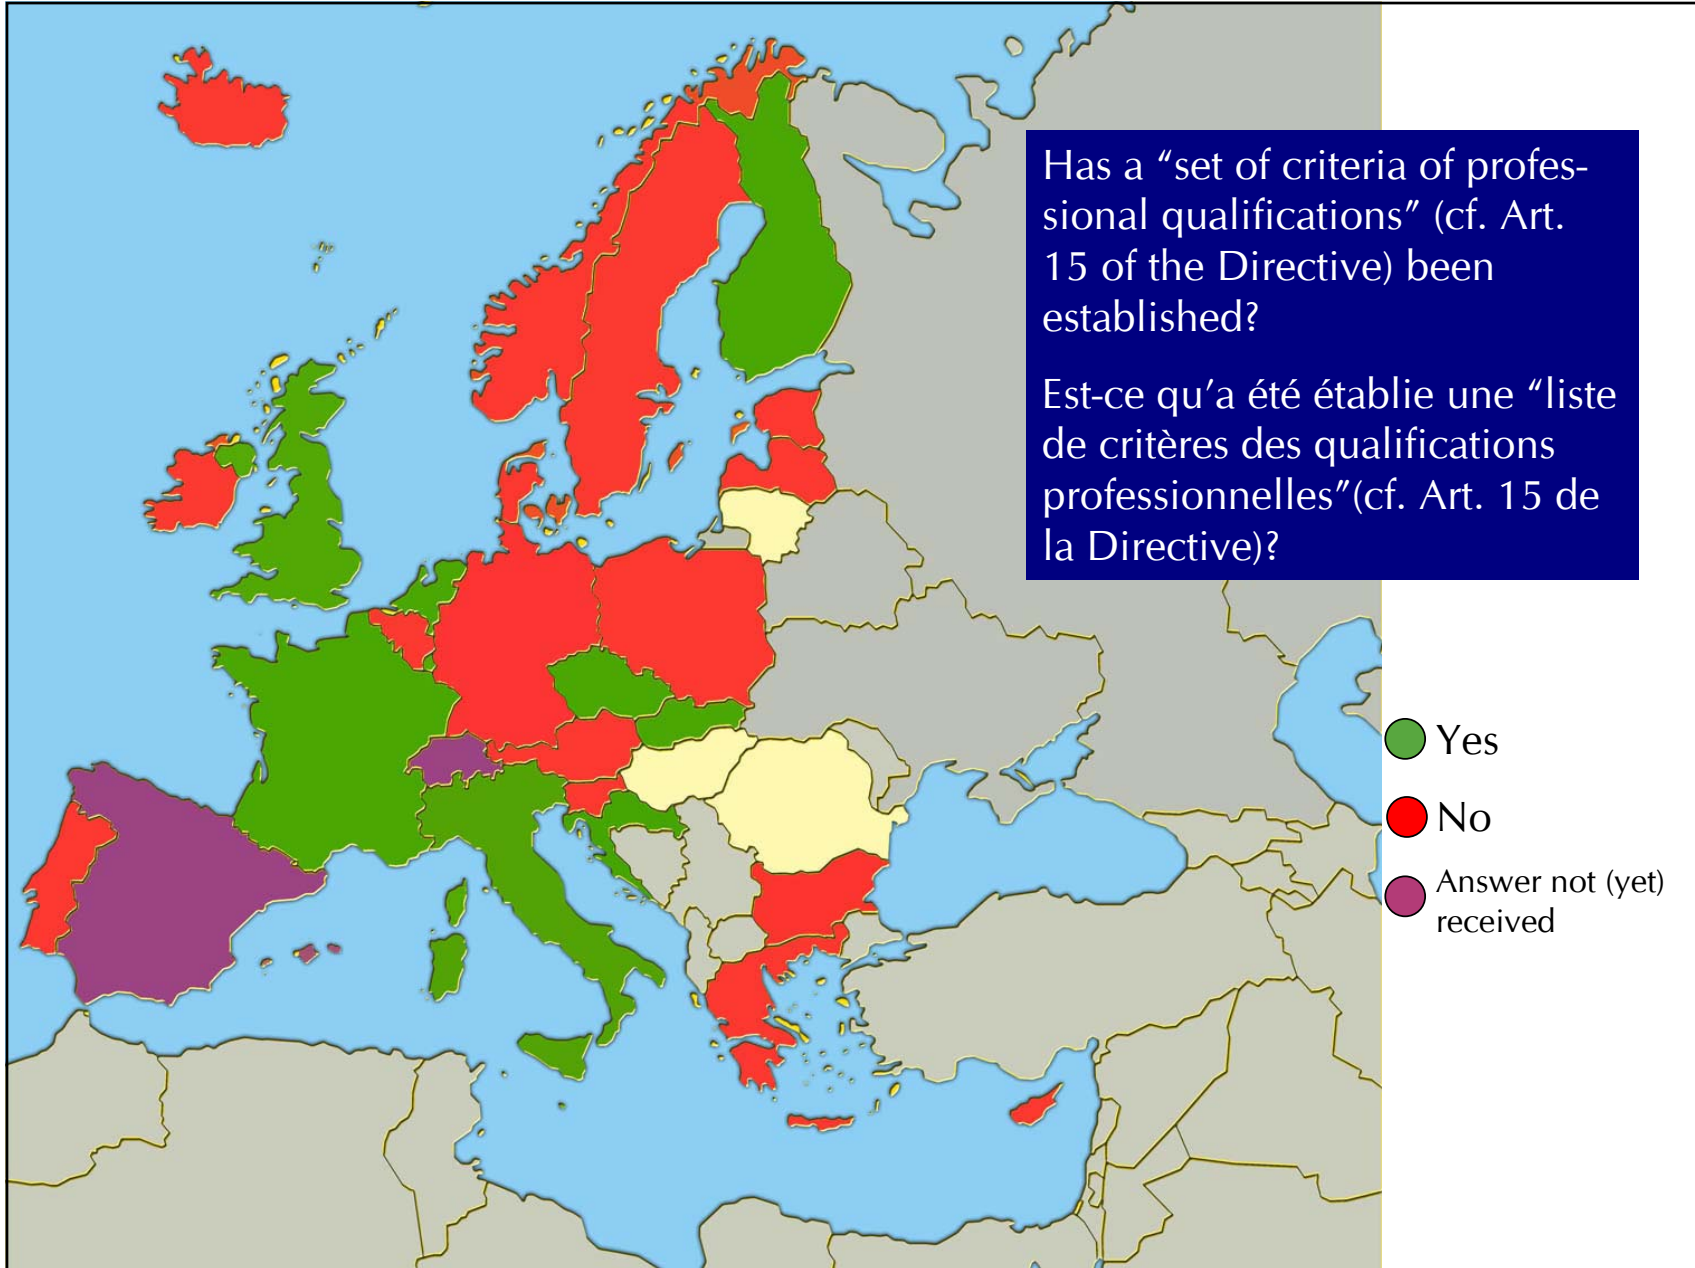 Has a “set of criteria of profes-
sional qualifications” (cf. Art.
15 of the Directive) been
established?
Est-ce qu’a été établie une “liste
de critères des qualifications
professionnelles”(cf. Art. 15 de
la Directive)?
Yes
No
Answer not (yet)
received